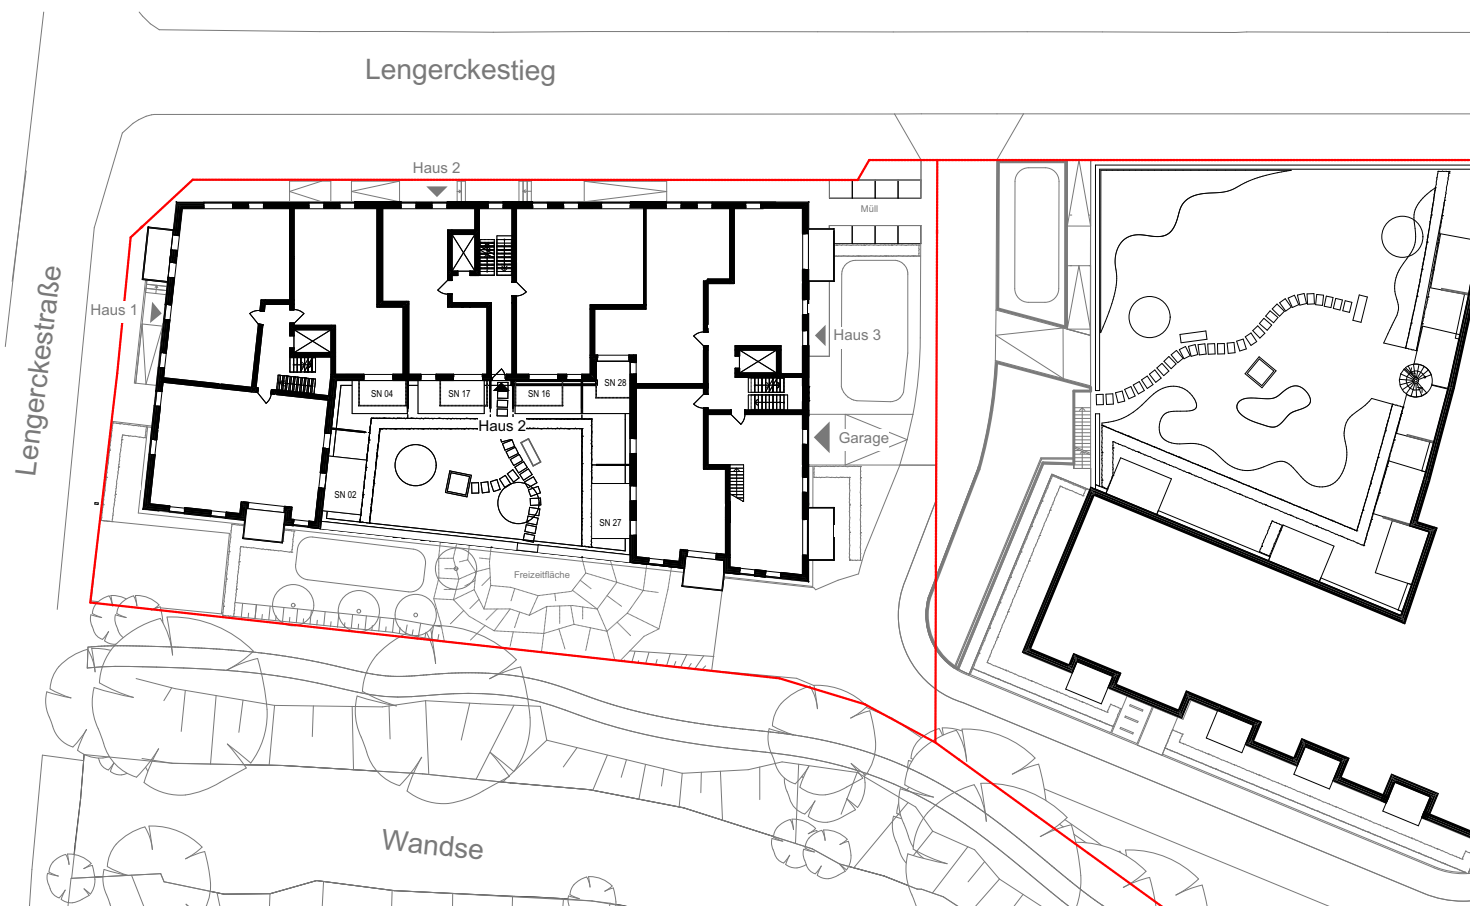 Lengerckestieg
Haus 2
Müll
Lengerckestraße
Haus 1
Haus 3
SN 04
SN 17
SN 16
SN 28
Haus 2
Garage
SN 02
SN 27
Freizeitfläche
Wandse